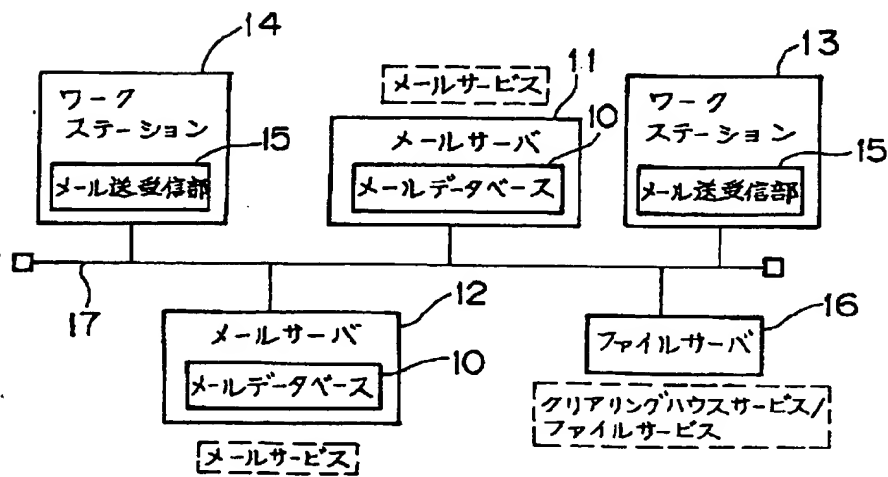 14
ワーク
ステーション
15
メール送受信部
メールサービス
11
メールサーバ
10
メールデータベース
13
ワーク
ステーション
15
メール送受信部
17
12
メールサーバ
10
メールデータベース
メールサービス
16
ファイルサーバ
クリアリングハウスサービス/
ファイルサービス